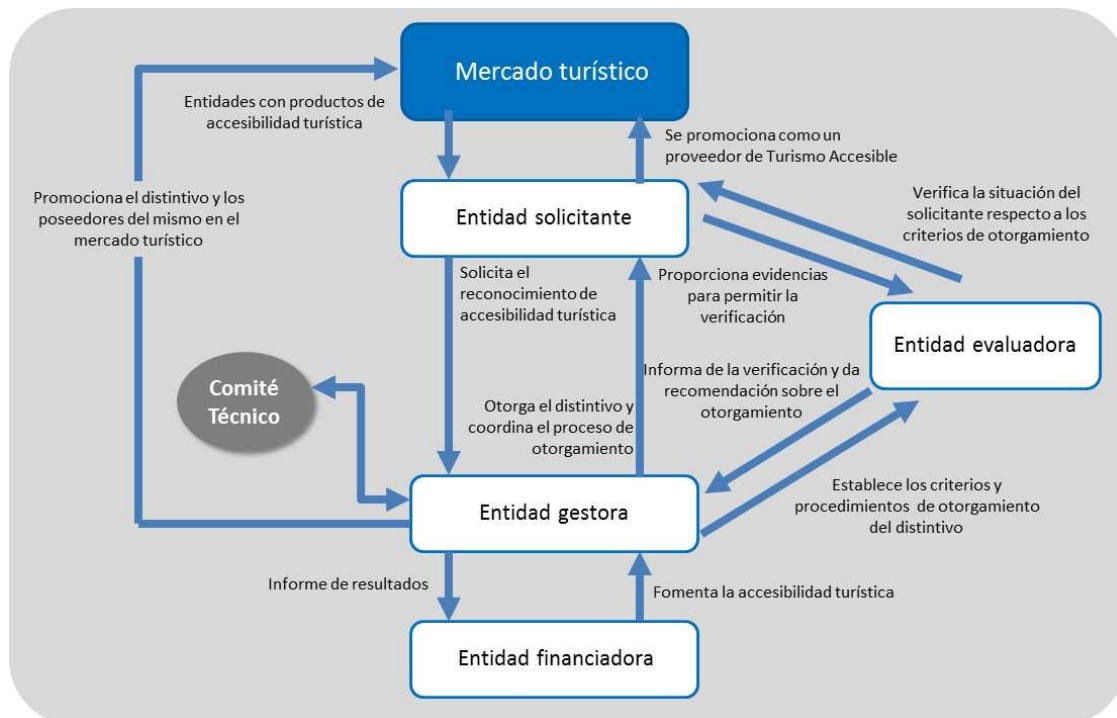 Mercado turístico
Entidades con productos de
accesibilidad turística
Se promociona como un
proveedor de Turismo Accesible
Promociona el distintivo y los
poseedores del mismo en el
mercado turístico
Entidad solicitante
Verifica la situación del
solicitante respecto a los
criterios de otorgamiento
Solicita el
reconocimiento de
accesibilidad turística
Proporciona evidencias
para permitir la
verificación
Entidad evaluadora
Comité
Técnico
Informa de la verificación y da
recomendación sobre el
otorgamiento
Otorga el distintivo y
coordina el proceso de
otorgamiento
Entidad gestora
Establece los criterios y
procedimientos de otorgamiento
del distintivo
Informe de resultados
Fomenta la accesibilidad turística
Entidad financiadora